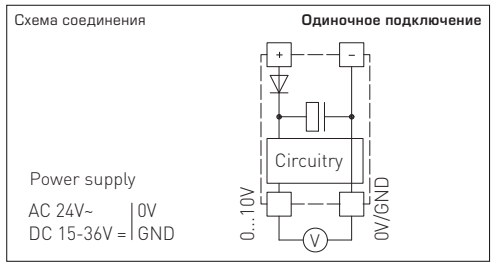 Схема соединения
Одиночное подключение
+ −
Circuitry
Power supply
AC 24V~ 0V
DC 15-36V = GND
0...10V
0V/GND
V